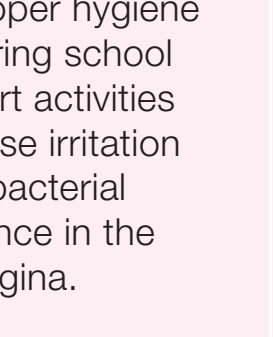 oper hygiene
ring school
rt activities
se irritation
bacterial
nce in the
gina.